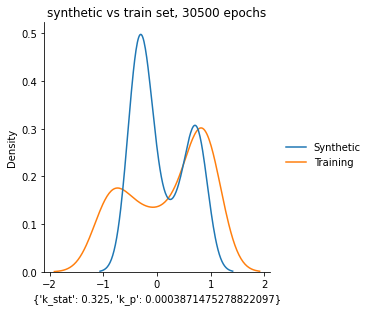 synthetic vs train set, 30500 epochs
0.5
0.4
0.3
0.2
0.1
0.0
Density
−2
−1
0
1
2
{'k_stat': 0.325, 'k_p': 0.0003871475278822097}
Synthetic
Training